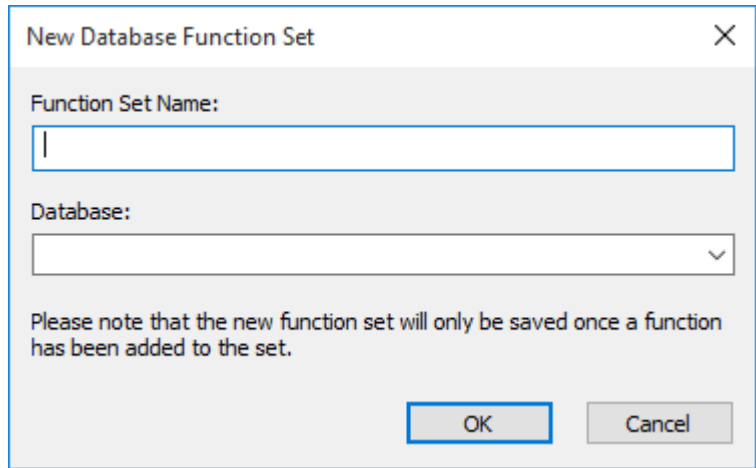 New Database Function Set
Function Set Name:
Database:
Please note that the new function set will only be saved once a function
has been added to the set.
OK
Cancel